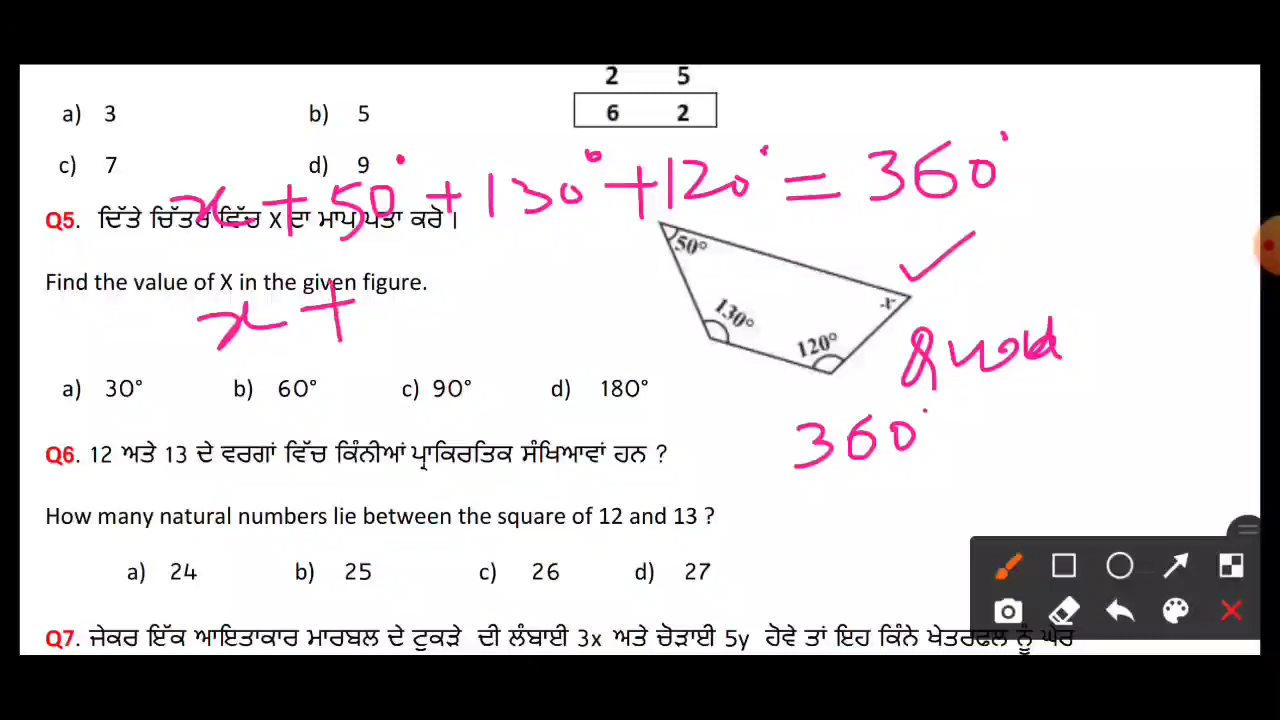 2 5
a) 3 b) 5 6 2
c) 7 d) 9
x + 50° + 130° + 120° = 360°
Q5. ਦਿੱਤੇ ਚਿੱਤਰ ਵਿੱਚ X ਦਾ ਮਾਪ ਪਤਾ ਕਰੋ।
50°
Find the value of X in the given figure.
x +
x
130°
120°
a) 30° b) 60° c) 90° d) 180°
360°
Q6. 12 ਅਤੇ 13 ਦੇ ਵਰਗਾਂ ਵਿੱਚ ਕਿੰਨੀਆਂ ਪ੍ਰਾਕਿਰਤਿਕ ਸੰਖਿਆਵਾਂ ਹਨ ?
How many natural numbers lie between the square of 12 and 13 ?
a) 24 b) 25 c) 26 d) 27
Q7. ਜੇਕਰ ਇੱਕ ਆਇਤਾਕਾਰ ਮਾਰਬਲ ਦੇ ਟੁਕੜੇ ਦੀ ਲੰਬਾਈ 3x ਅਤੇ ਚੋੜਾਈ 5y ਹੋਵੇ ਤਾਂ ਇਹ ਕਿੰਨੇ ਖੇਤਰਫਲ ਨੂੰ ਘੇਰ